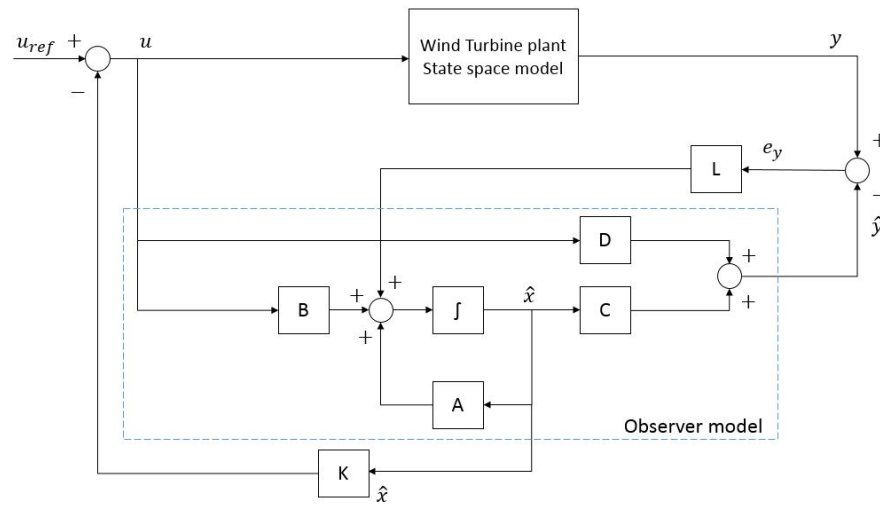 u_ref + u
Wind Turbine plant
State space model
y
−
+
L
e_y
−
ŷ
D
+
+
B
+
+
∫
x̂
C
+
+
A
Observer model
K
x̂